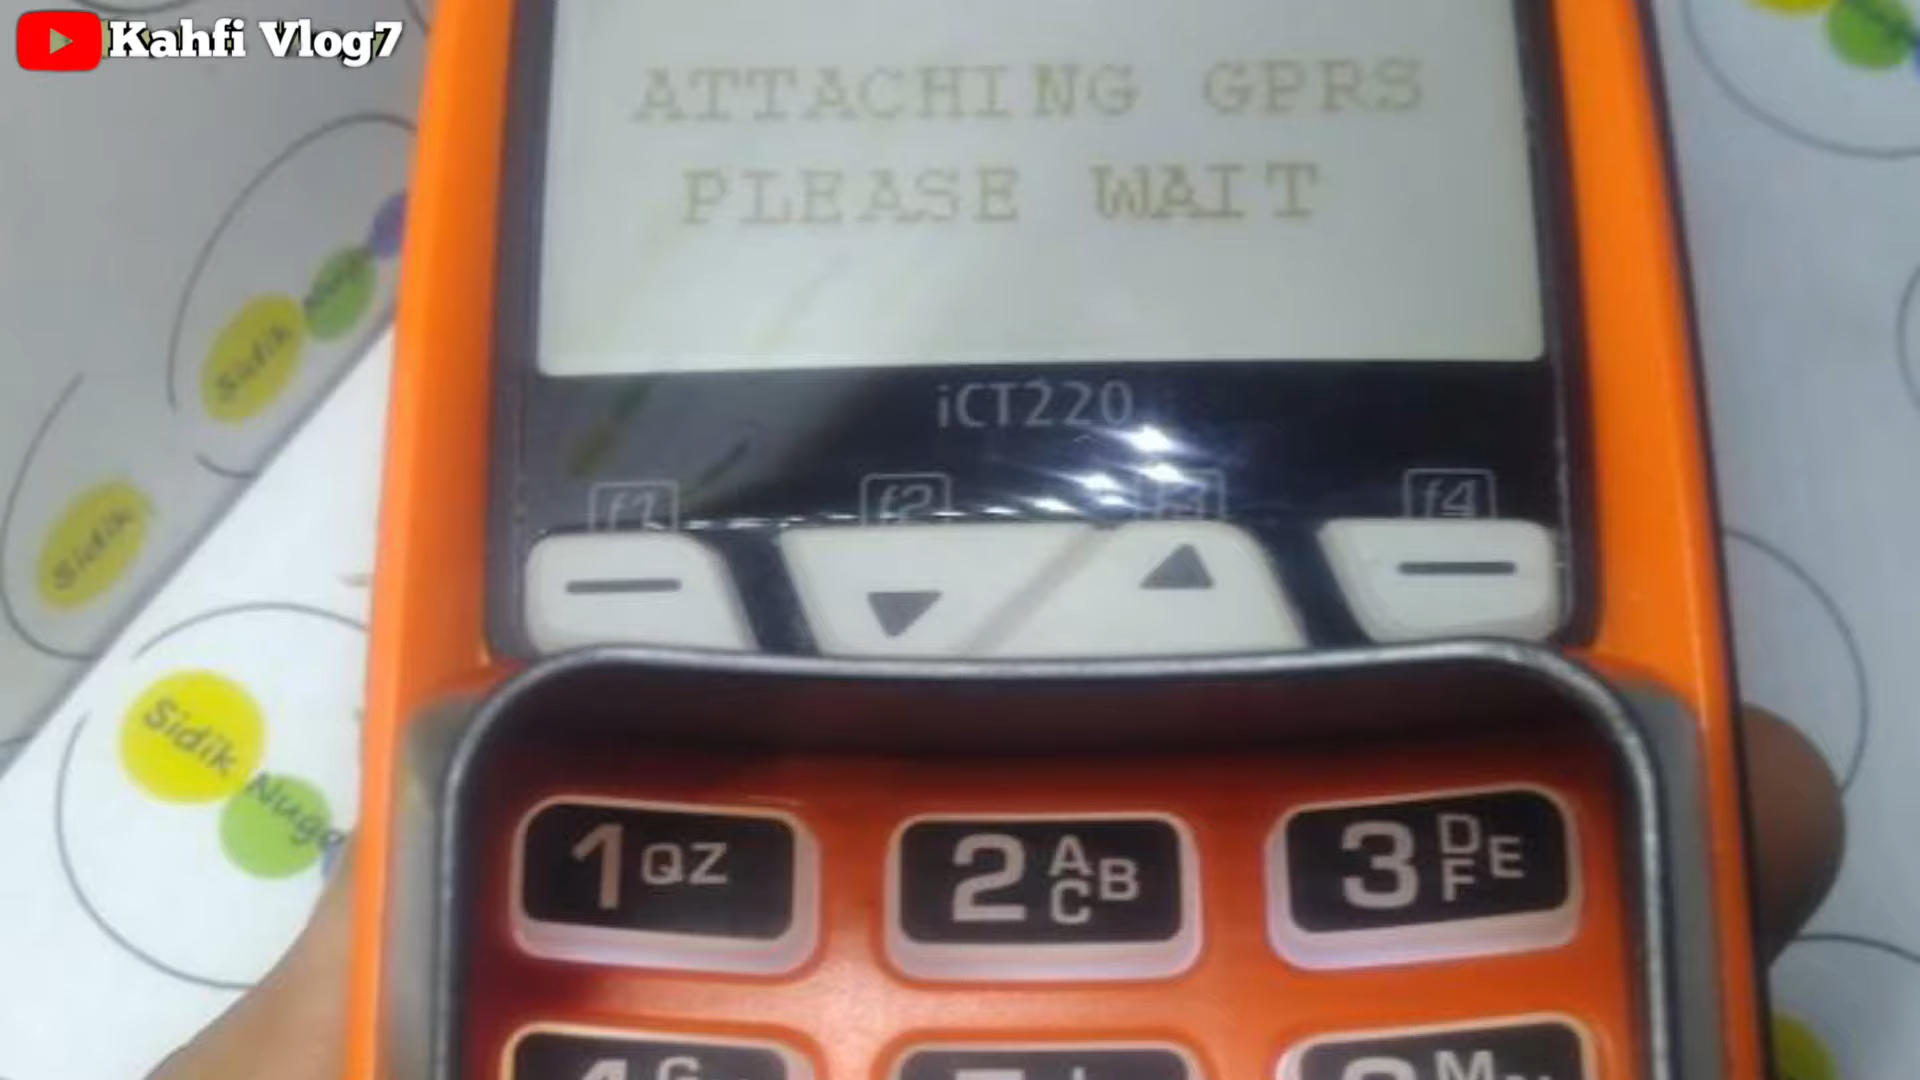 Kahfi Vlog7
ATTACHING GPRS
PLEASE WAIT
iCT220
f1 f2 f3 f4
Sidik
Sidik
Sidik
1 QZ
2 ABC
3 DEF